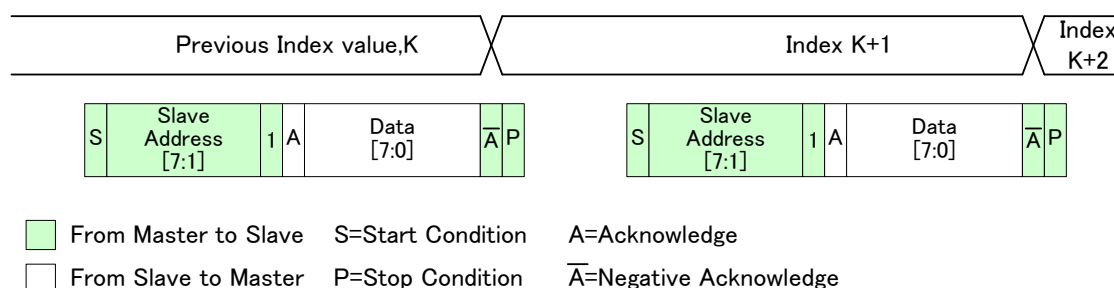 Previous Index value,K
Index K+1
Index
K+2
S
Slave
Address
[7:1]
1
A
Data
[7:0]
A̅
P
S
Slave
Address
[7:1]
1
A
Data
[7:0]
A̅
P
From Master to Slave S=Start Condition A=Acknowledge
From Slave to Master P=Stop Condition A̅=Negative Acknowledge